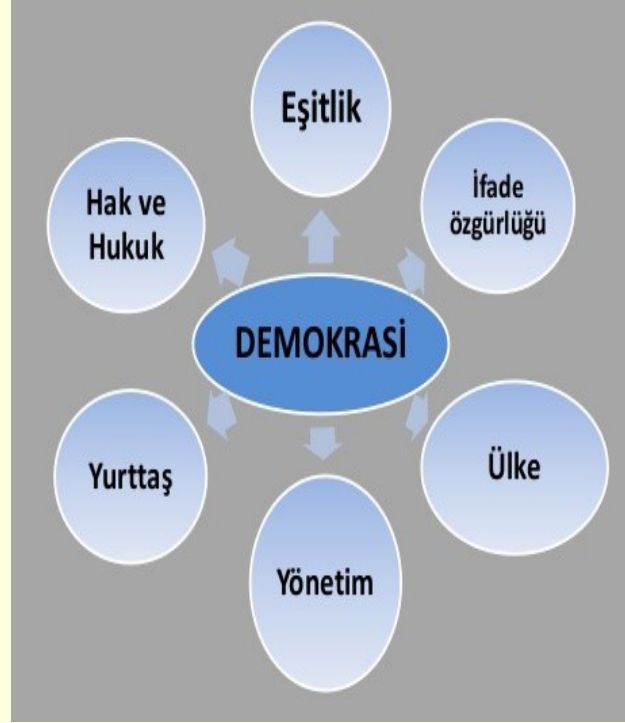 Eşitlik
İfade
özgürlüğü
Hak ve
Hukuk
DEMOKRASİ
Yurttaş
Ülke
Yönetim